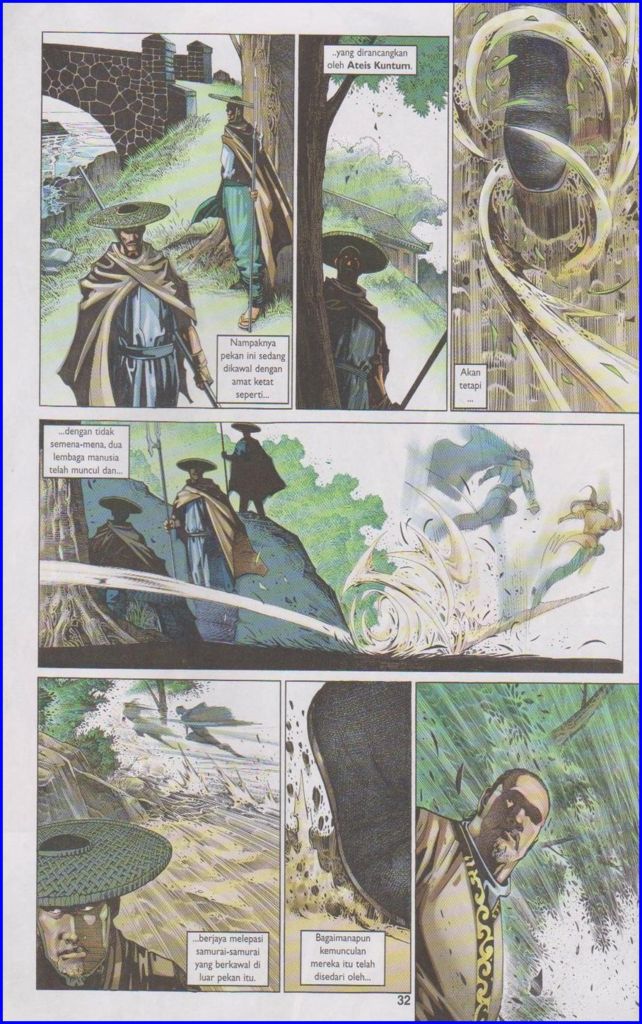 Nampaknya
pekan ini sedang
dikawal dengan
amat ketat
seperti...
..yang dirancangkan
oleh Ateis Kuntum.
Akan
tetapi
...
...dengan tidak
semena-mena, dua
lembaga manusia
telah muncul dan...
...berjaya melepasi
samurai-samurai
yang berkawal di
luar pekan itu.
Bagaimanapun
kemunculan
mereka itu telah
disedari oleh...
32